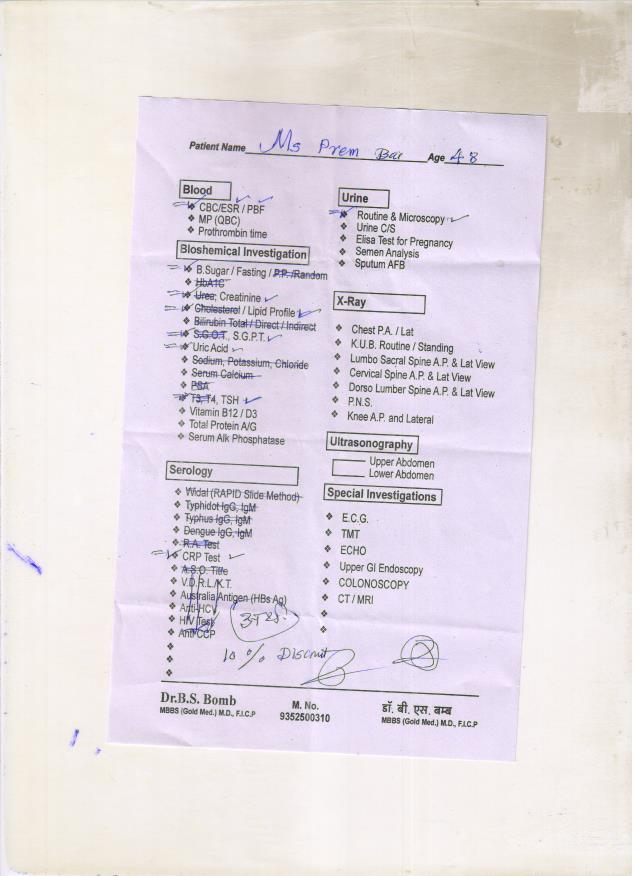 Patient Name Ms Prem Bai Age 48
Blood
❖ CBC/ESR / PBF
❖ MP (QBC)
❖ Prothrombin time
Bioshemical Investigation
❖ B.Sugar / Fasting / P.P. /Random
❖ HbA1C
❖ Urea, Creatinine
❖ Cholesterol / Lipid Profile
❖ Bilirubin Total / Direct / Indirect
❖ S.G.O.T., S.G.P.T.
❖ Uric Acid
❖ Sodium, Potassium, Chloride
❖ Serum Calcium
❖ PSA
❖ T3, T4, TSH
❖ Vitamin B12 / D3
❖ Total Protein A/G
❖ Serum Alk Phosphatase
Serology
❖ Widal (RAPID Slide Method)
❖ Typhidot IgG, IgM
❖ Typhus IgG, IgM
❖ Dengue IgG, IgM
❖ R.A. Test
❖ CRP Test
❖ A.S.O. Titre
❖ V.D.R.L./K.T.
❖ Australia Antigen (HBs Ag)
❖ Anti-HCV
❖ HIV Test
❖ Anti CCP
10 % Discount
Urine
❖ Routine & Microscopy
❖ Urine C/S
❖ Elisa Test for Pregnancy
❖ Semen Analysis
❖ Sputum AFB
X-Ray
❖ Chest P.A. / Lat
❖ K.U.B. Routine / Standing
❖ Lumbo Sacral Spine A.P. & Lat View
❖ Cervical Spine A.P. & Lat View
❖ Dorso Lumber Spine A.P. & Lat View
❖ P.N.S.
❖ Knee A.P. and Lateral
Ultrasonography
Upper Abdomen
Lower Abdomen
Special Investigations
❖ E.C.G.
❖ TMT
❖ ECHO
❖ Upper GI Endoscopy
❖ COLONOSCOPY
❖ CT / MRI
Dr.B.S. Bomb
MBBS (Gold Med.) M.D., F.I.C.P
M. No.
9352500310
डॉ. बी. एस. बम्ब
MBBS (Gold Med.) M.D., F.I.C.P